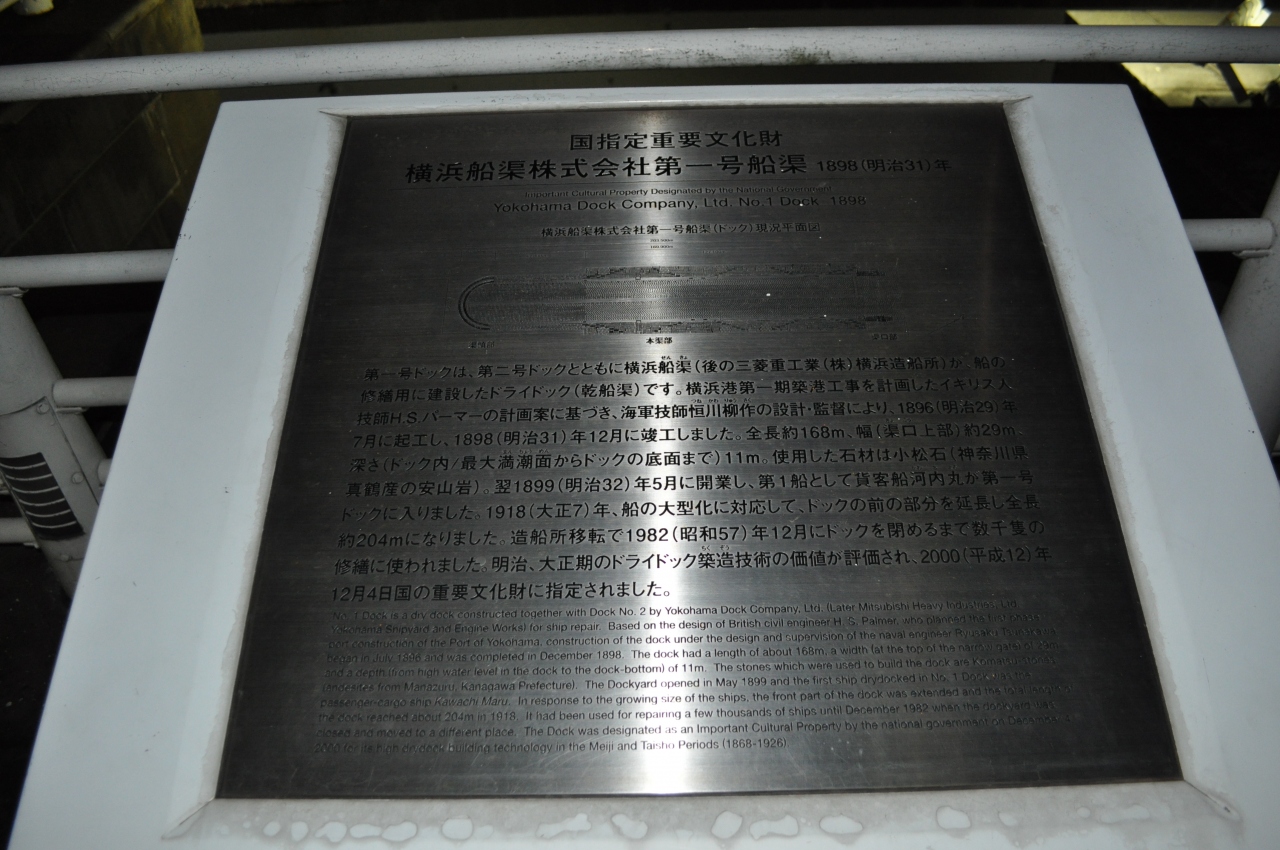 国指定重要文化財
横浜船渠株式会社第一号船渠 1898(明治31)年
Important Cultural Property Designated by the National Government
Yokohama Dock Company, Ltd. No.1 Dock 1898
横浜船渠株式会社第一号船渠(ドック)現況平面図
本渠部
第一号ドックは、第二号ドックとともに横浜船渠(後の三菱重工業(株)横浜造船所)が、船の
修繕用に建設したドライドック(乾船渠)です。横浜港第一期築港工事を計画したイギリス人
技師H.S.パーマーの計画案に基づき、海軍技師恒川柳作の設計・監督により、1896(明治29)年
7月に起工し、1898(明治31)年12月に竣工しました。全長約168m、幅(渠口上部)約29m、
深さ(ドック内/最大満潮面からドックの底面まで)11m。使用した石材は小松石(神奈川県
真鶴産の安山岩)。翌1899(明治32)年5月に開業し、第1船として貨客船河内丸が第一号
ドックに入りました。1918(大正7)年、船の大型化に対応して、ドックの前の部分を延長し全長
約204mになりました。造船所移転で1982(昭和57)年12月にドックを閉めるまで数千隻の
修繕に使われました。明治、大正期のドライドック築造技術の価値が評価され、2000(平成12)年
12月4日国の重要文化財に指定されました。
No. 1 Dock is a dry dock constructed together with Dock No. 2 by Yokohama Dock Company, Ltd. (Later Mitsubishi Heavy Industries, Ltd.
Yokohama Shipyard and Engine Works) for ship repair. Based on the design of British civil engineer H. S. Palmer, who planned the first phase
port construction of the Port of Yokohama, construction of the dock under the design and supervision of the naval engineer Ryusaku
began in July 1896 and was completed in December 1898. The dock had a length of about 168m, a width (at the top of the narrow gate) of
and a depth (from high water level in the dock to the dock-bottom) of 11m. The stones which were used to build the dock are
(andesites from Manazuru, Kanagawa Prefecture). The Dockyard opened in May 1899 and the first ship drydocked in No. 1 Dock was the
passenger-cargo ship Kawachi Maru. In response to the growing size of the ships, the front part of the dock was extended and the total length of
the dock reached about 204m in 1918. It had been used for repairing a few thousands of ships until December 1982 when the dockyard was
closed and moved to a different place. The Dock was designated as an Important Cultural Property by the national government on December
2000 for its high dry dock building technology in the Meiji and Taisho Periods (1868-1926).